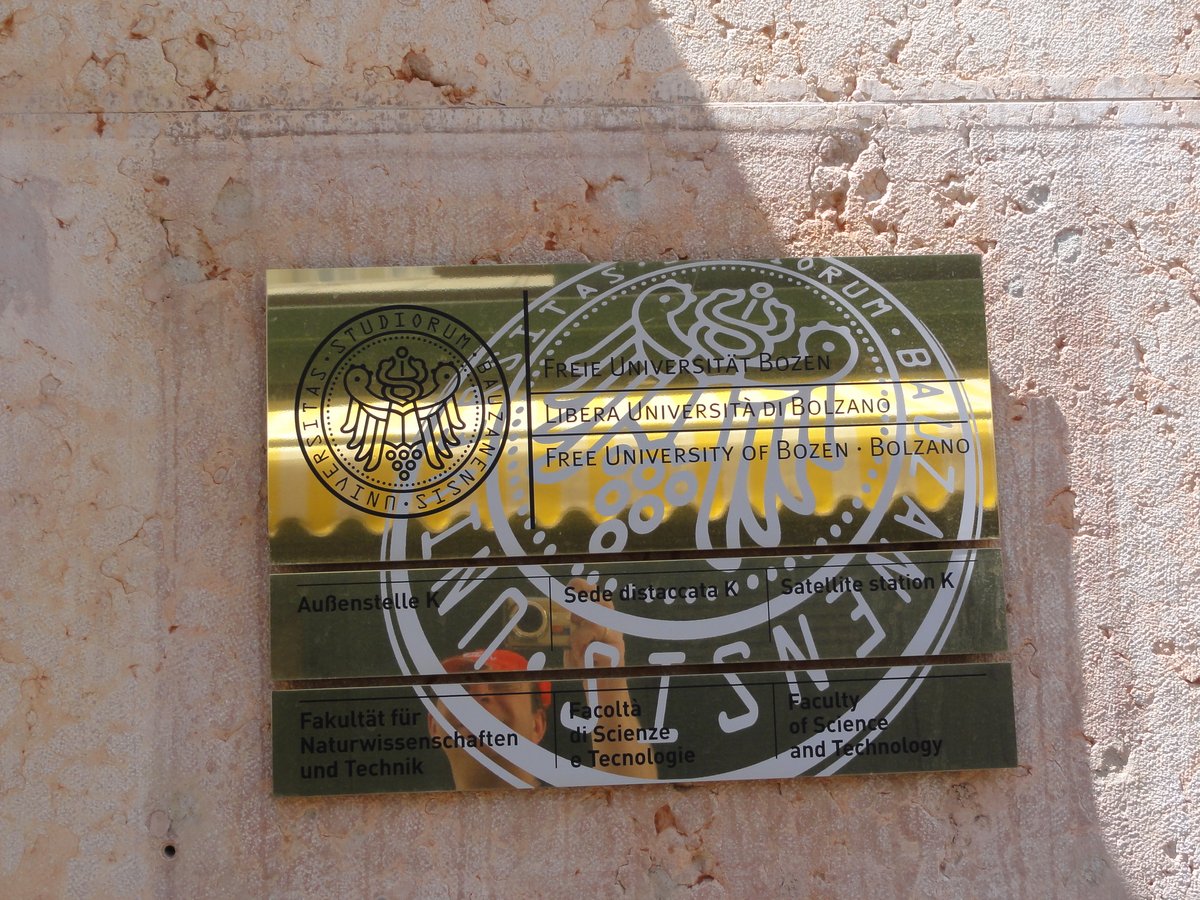 UNIVERSITAS · STUDIORUM · BAUZANENSIS ·
FREIE UNIVERSITÄT BOZEN
LIBERA UNIVERSITÀ DI BOLZANO
FREE UNIVERSITY OF BOZEN · BOLZANO
Außenstelle K
Sede distaccata K
Satellite station K
Fakultät für
Naturwissenschaften
und Technik
Facoltà
di Scienze
e Tecnologie
Faculty
of Science
and Technology